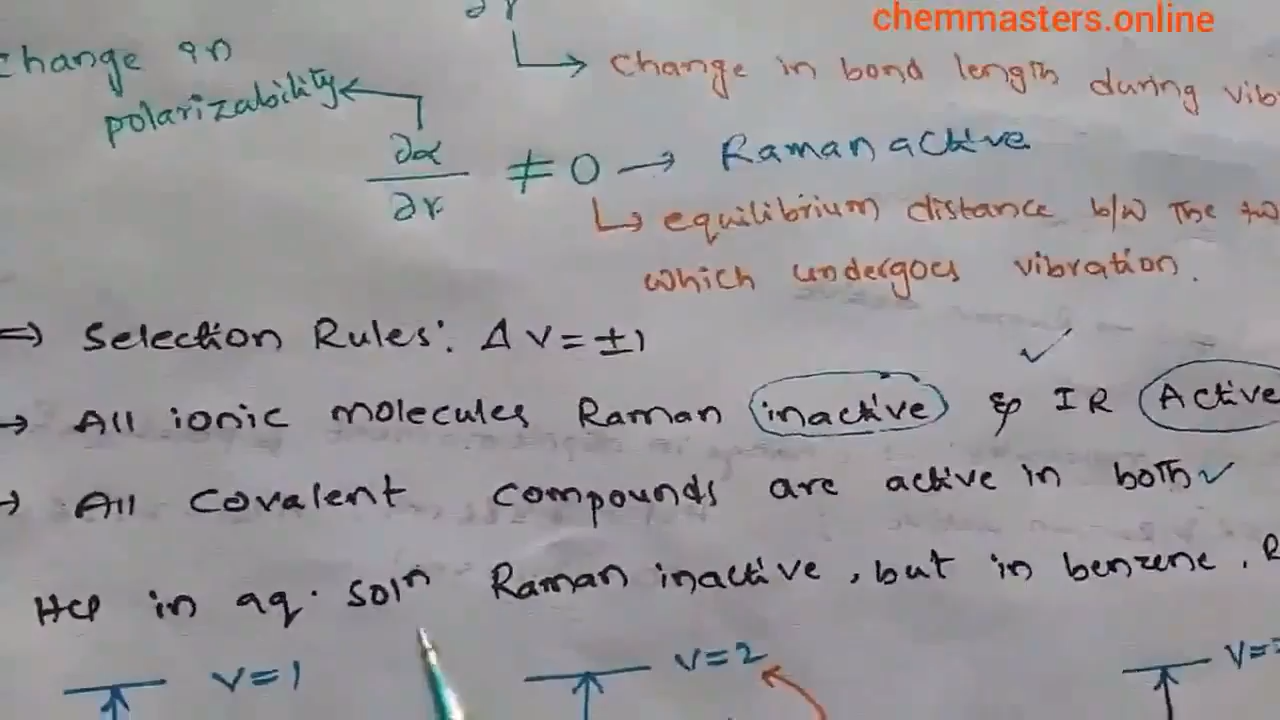 chemmasters.online
change in
polarizability
→ change in bond length during vib
∂α/∂r ≠ 0 → Raman active
↳ equilibrium distance b/w the tw
which undergoes vibration.
⇒ Selection Rules: Δv=±1
→ All ionic molecules Raman inactive & IR Active
→ All covalent compounds are active in both ✓
HCl in aq. solⁿ Raman inactive, but in benzene, R
v=1
v=2
v=